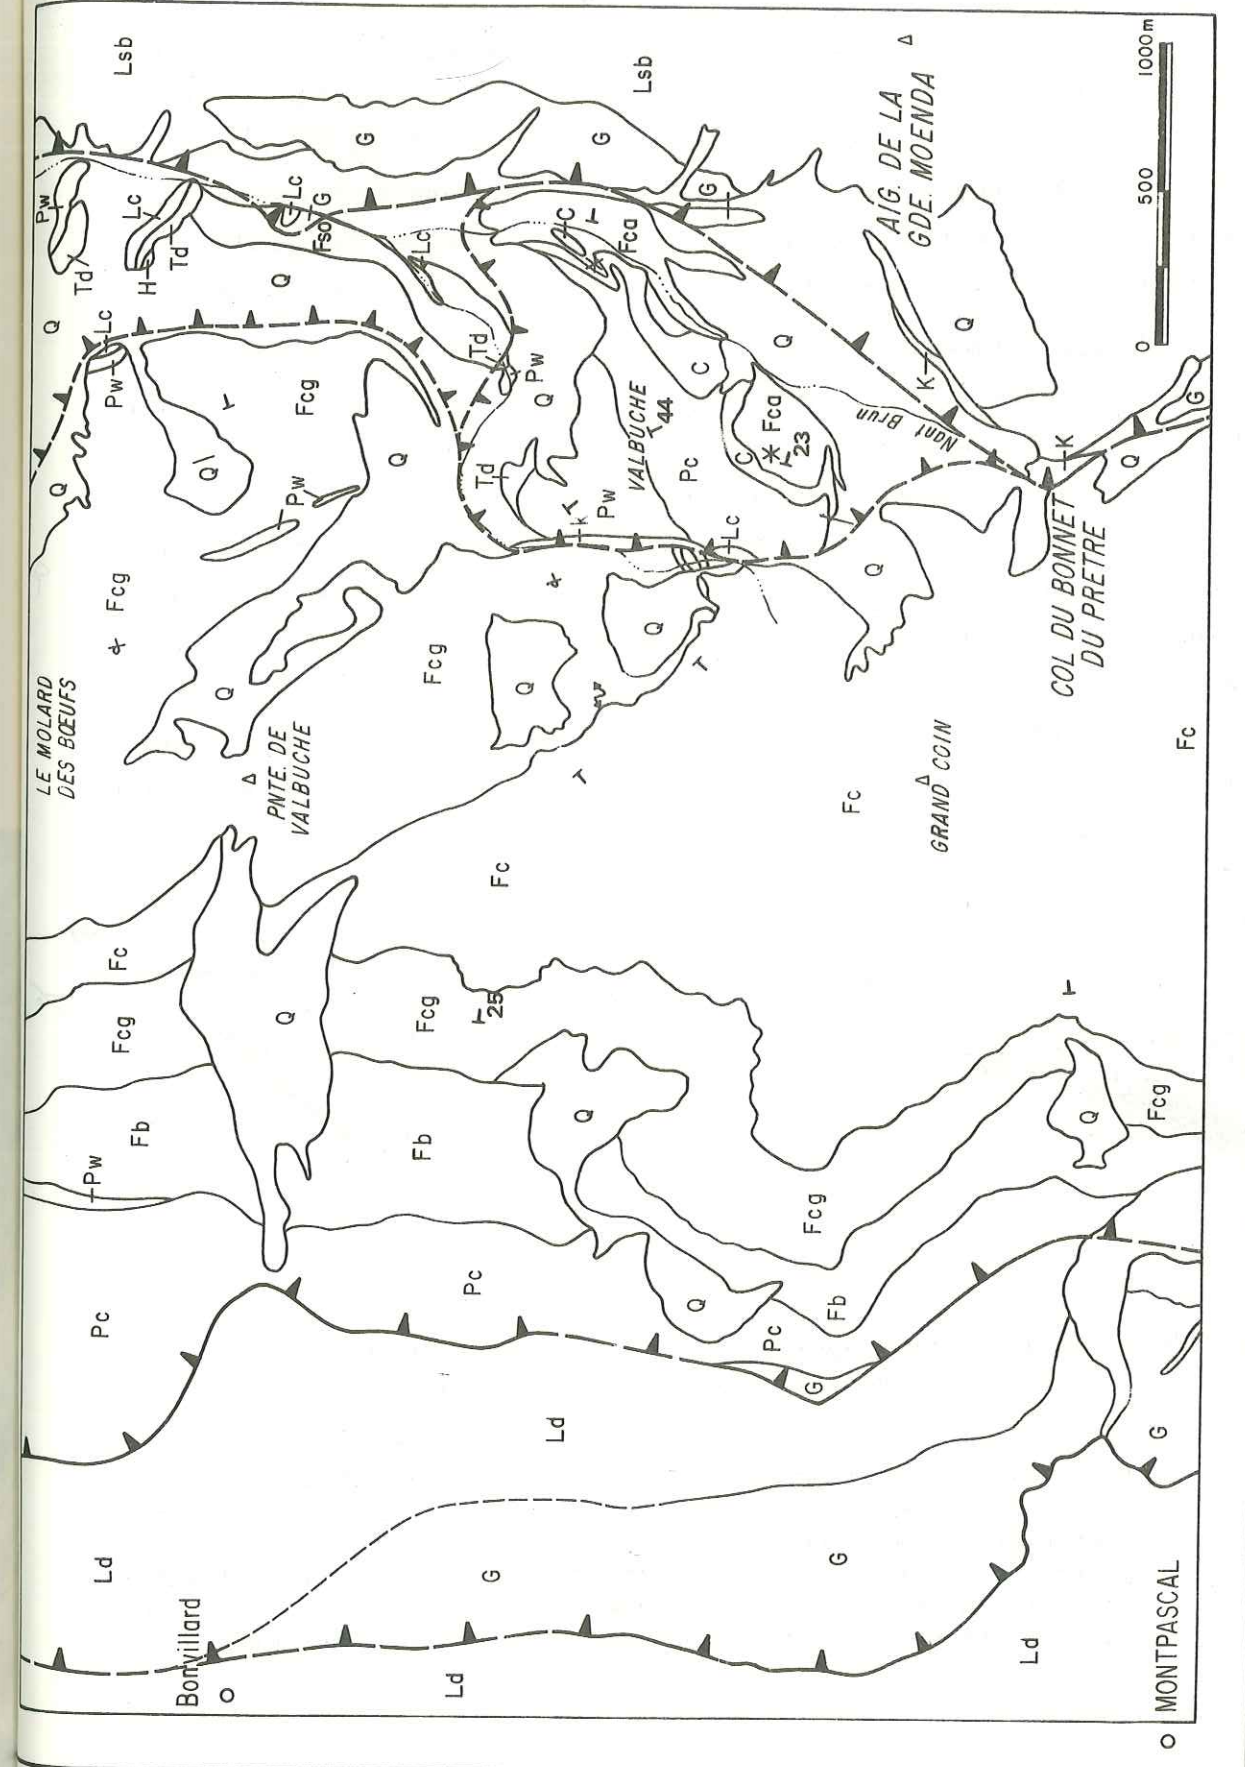 LE MOLARD
DES BŒUFS
Q
Q
Pw
Td
Ld
Pc
Pw
Fcg
Pw
Lc
Lsb
Fc
Fcg
Fb
H
Lc
Td
Bonvillard
Q
Q
Q
PNTE. DE
VALBUCHE
Q
Pw
Fcg
Lc
G
Fso
G
Q
Ld
Pc
Fb
Fcg
Fcg
Q
Lc
G
Ld
Fc
25
Td
Td
Pw
Q
Q
Q
k
Pw
C
G
Fca
VALBUCHE
44
Lsb
Q
Q
Pc
C
G
Lc
C
Fca
23
Q
Pc
G
Fcg
Fb
G
Fc
Q
Nant Brun
AIG. DE LA
GDE. MOENDA
GRAND COIN
K
Q
Ld
COL DU BONNET
DU PRETRE
K
Q
Q
G
Fcg
Fc
G
MONTPASCAL
0
500
1000m